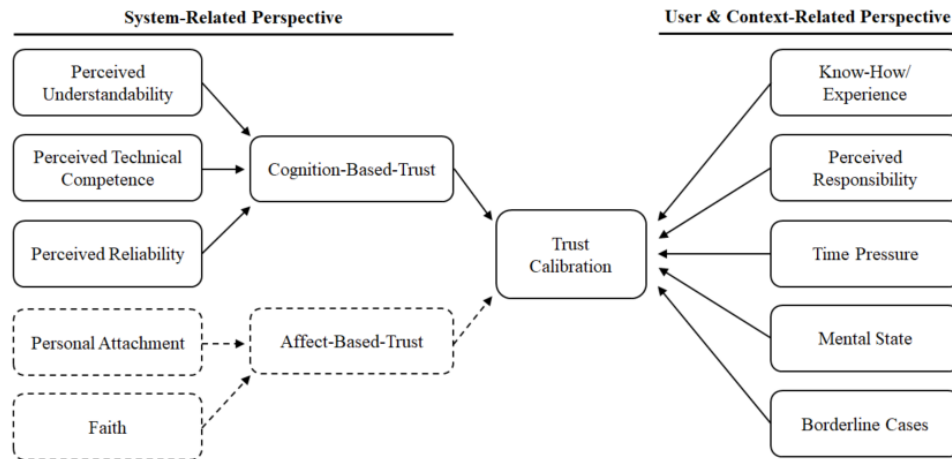 System-Related Perspective
User & Context-Related Perspective
Perceived
Understandability
Perceived Technical
Competence
Perceived Reliability
Personal Attachment
Faith
Cognition-Based-Trust
Affect-Based-Trust
Trust
Calibration
Know-How/
Experience
Perceived
Responsibility
Time Pressure
Mental State
Borderline Cases